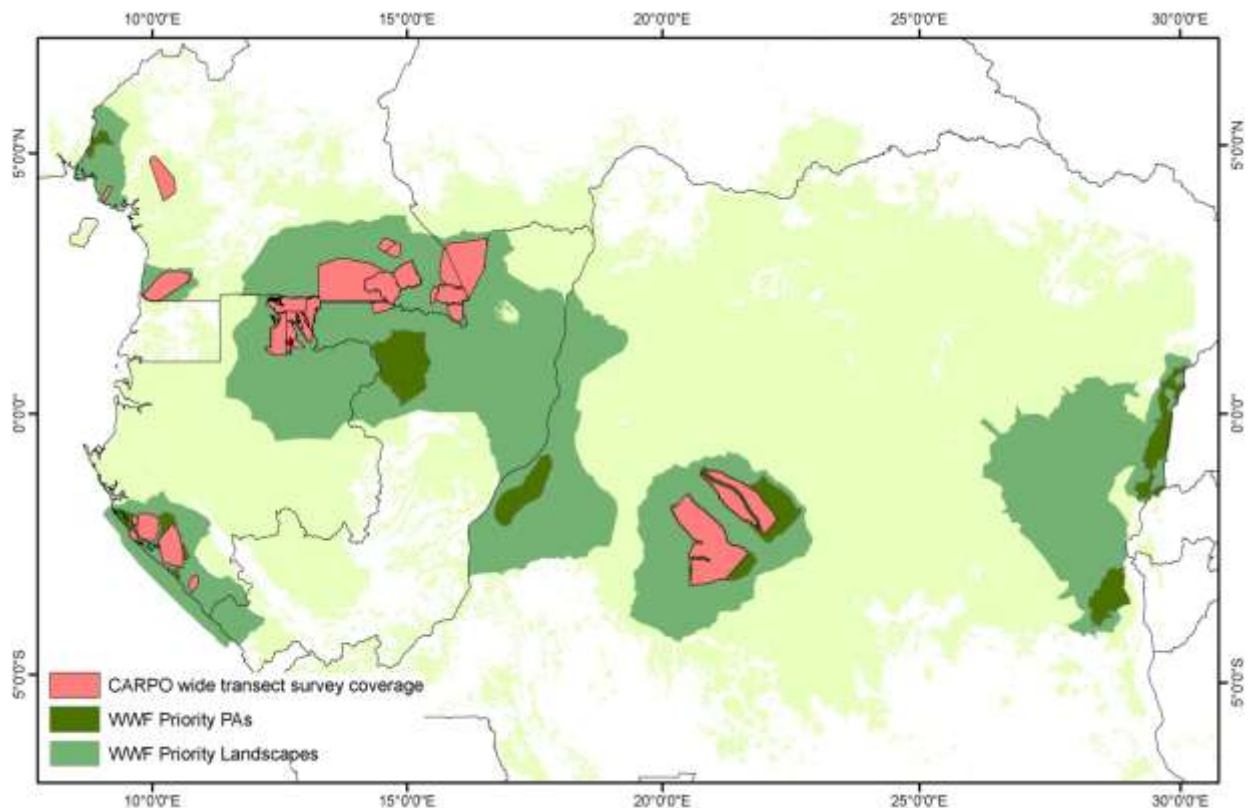 10°0'0"E 15°0'0"E 20°0'0"E 25°0'0"E 30°0'0"E
5°0'0"N 5°0'0"N
0°0'0" 0°0'0"
5°0'0"S 5°0'0"S
CARPO wide transect survey coverage
WWF Priority PAs
WWF Priority Landscapes
10°0'0"E 15°0'0"E 20°0'0"E 25°0'0"E 30°0'0"E